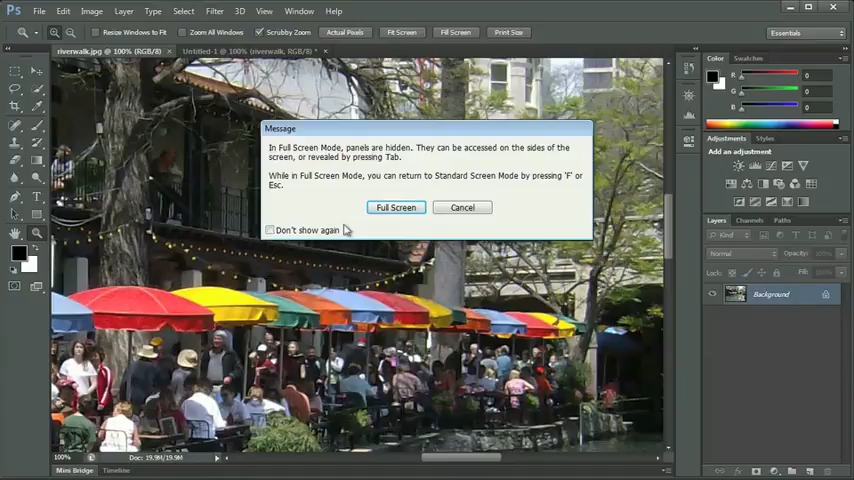 Ps File Edit Image Layer Type Select Filter 3D View Window Help
Resize Windows to Fit Zoom All Windows Scrubby Zoom Actual Pixels Fit Screen Fill Screen Print Size Essentials
riverwalk.jpg @ 100% (RGB/8) × Untitled-1 @ 70% (riverwalk, RGB/8) * ×
Color Swatches
R 0
G 0
B 0
Message
In Full Screen Mode, panels are hidden. They can be accessed on the sides of the
screen, or revealed by pressing Tab.
While in Full Screen Mode, you can return to Standard Screen Mode by pressing 'F' or
Esc.
Full Screen Cancel
Don't show again
Adjustments Styles
Add an adjustment
Layers Channels Paths
Kind
Normal Opacity:
Lock: Fill:
Background
100% Doc: 19.9M/19.9M
Mini Bridge Timeline